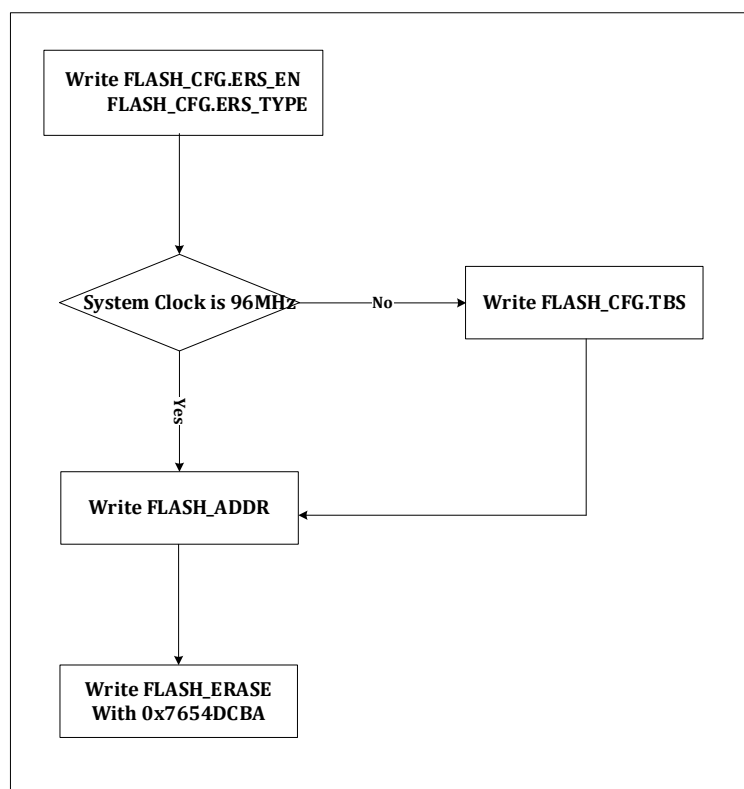 Write FLASH_CFG.ERS_EN
FLASH_CFG.ERS_TYPE
System Clock is 96MHz
No
Write FLASH_CFG.TBS
Yes
Write FLASH_ADDR
Write FLASH_ERASE
With 0x7654DCBA